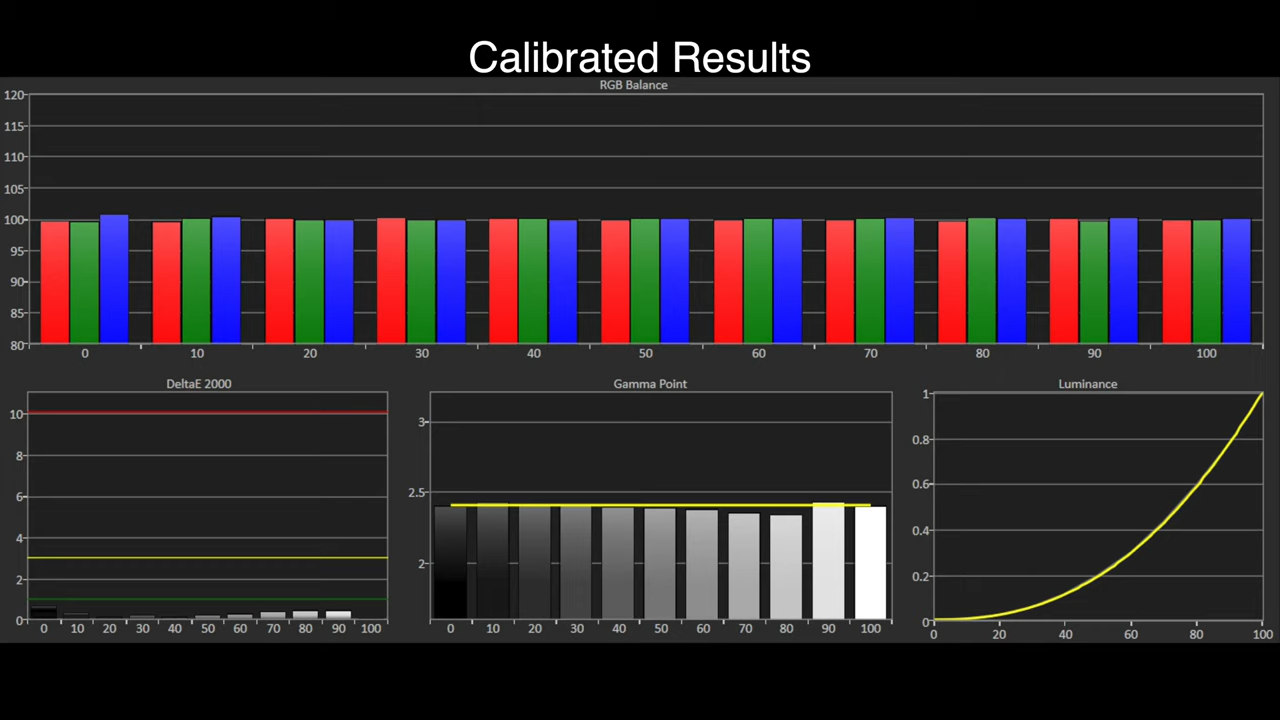 Calibrated Results
RGB Balance
120
115
110
105
100
95
90
85
80
0 10 20 30 40 50 60 70 80 90 100
DeltaE 2000
10
8
6
4
2
0
0 10 20 30 40 50 60 70 80 90 100
Gamma Point
3
2.5
2
0 10 20 30 40 50 60 70 80 90 100
Luminance
1
0.8
0.6
0.4
0.2
0
0 20 40 60 80 100